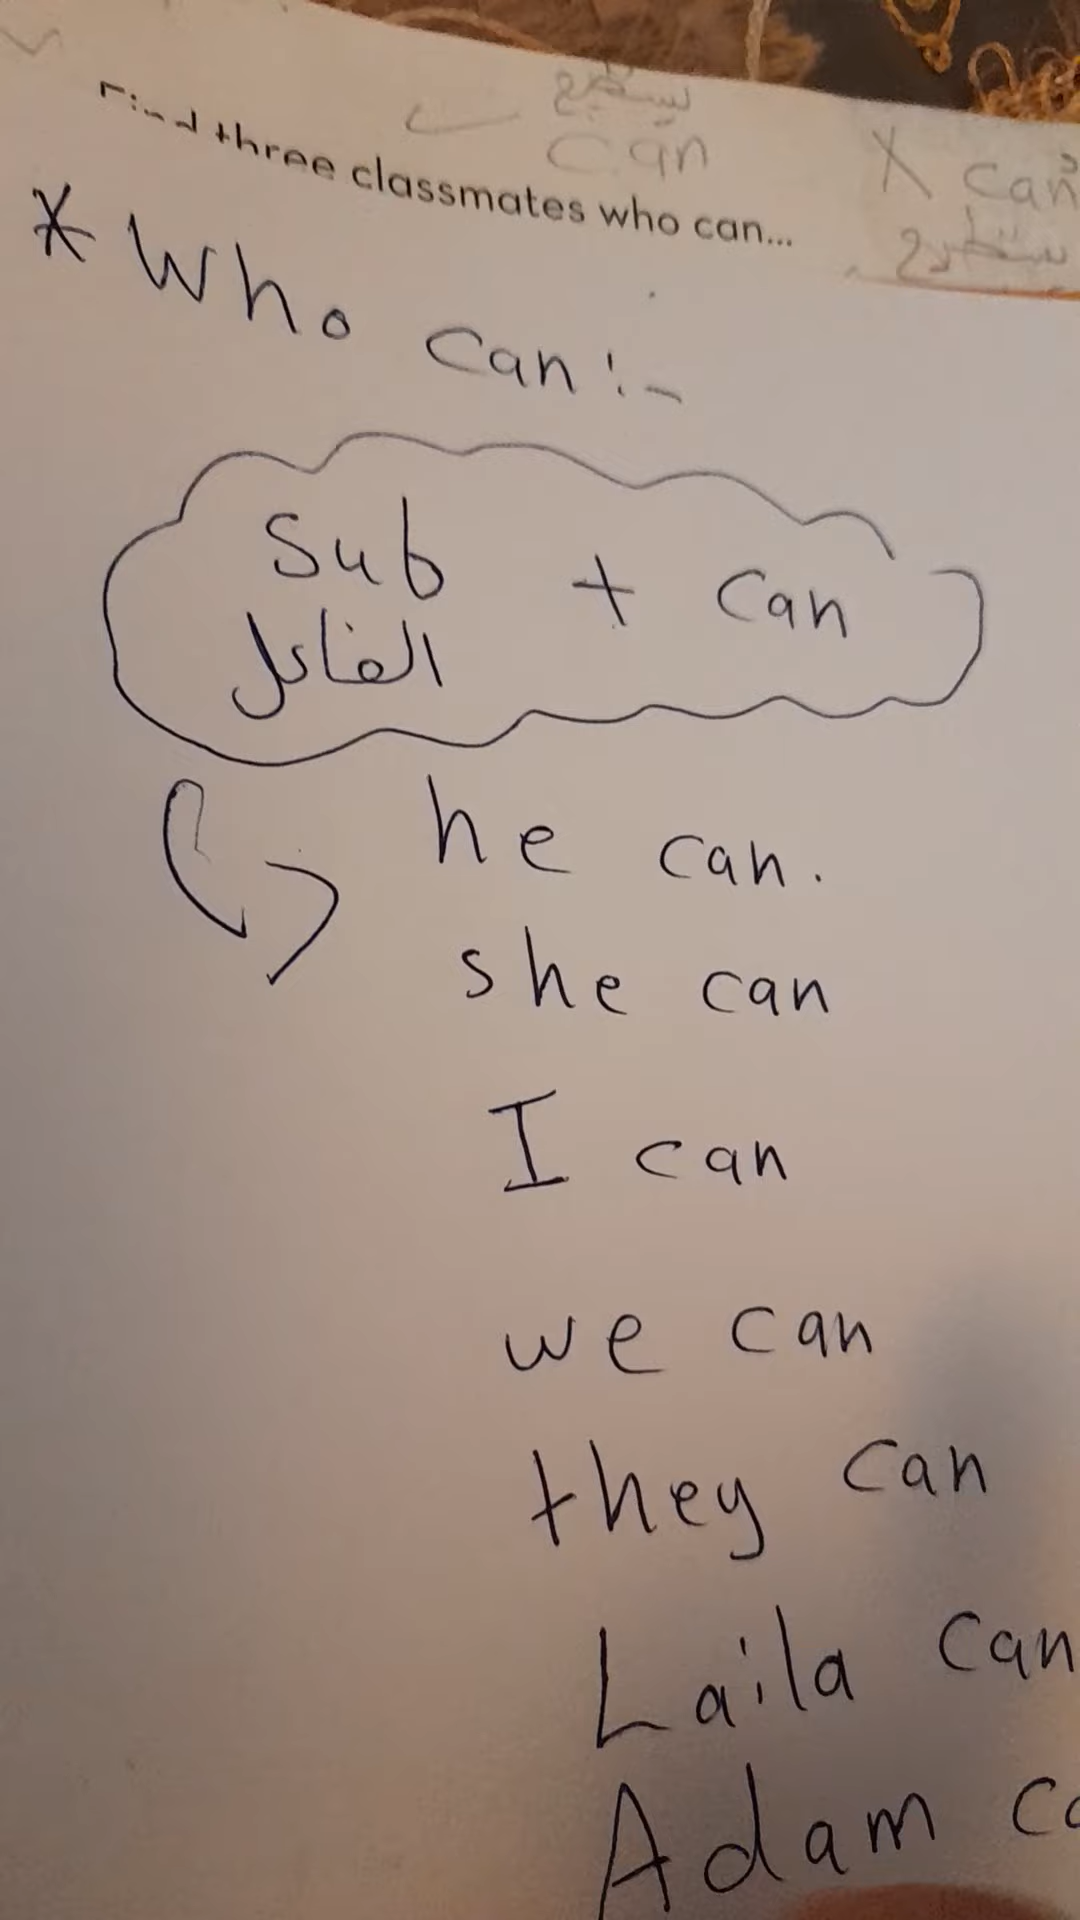 يستطيع
can
X can
Find three classmates who can...
* Who can :-
Sub + Can
الفاعل
he can.
she can
I can
we can
they can
Laila can
Adam